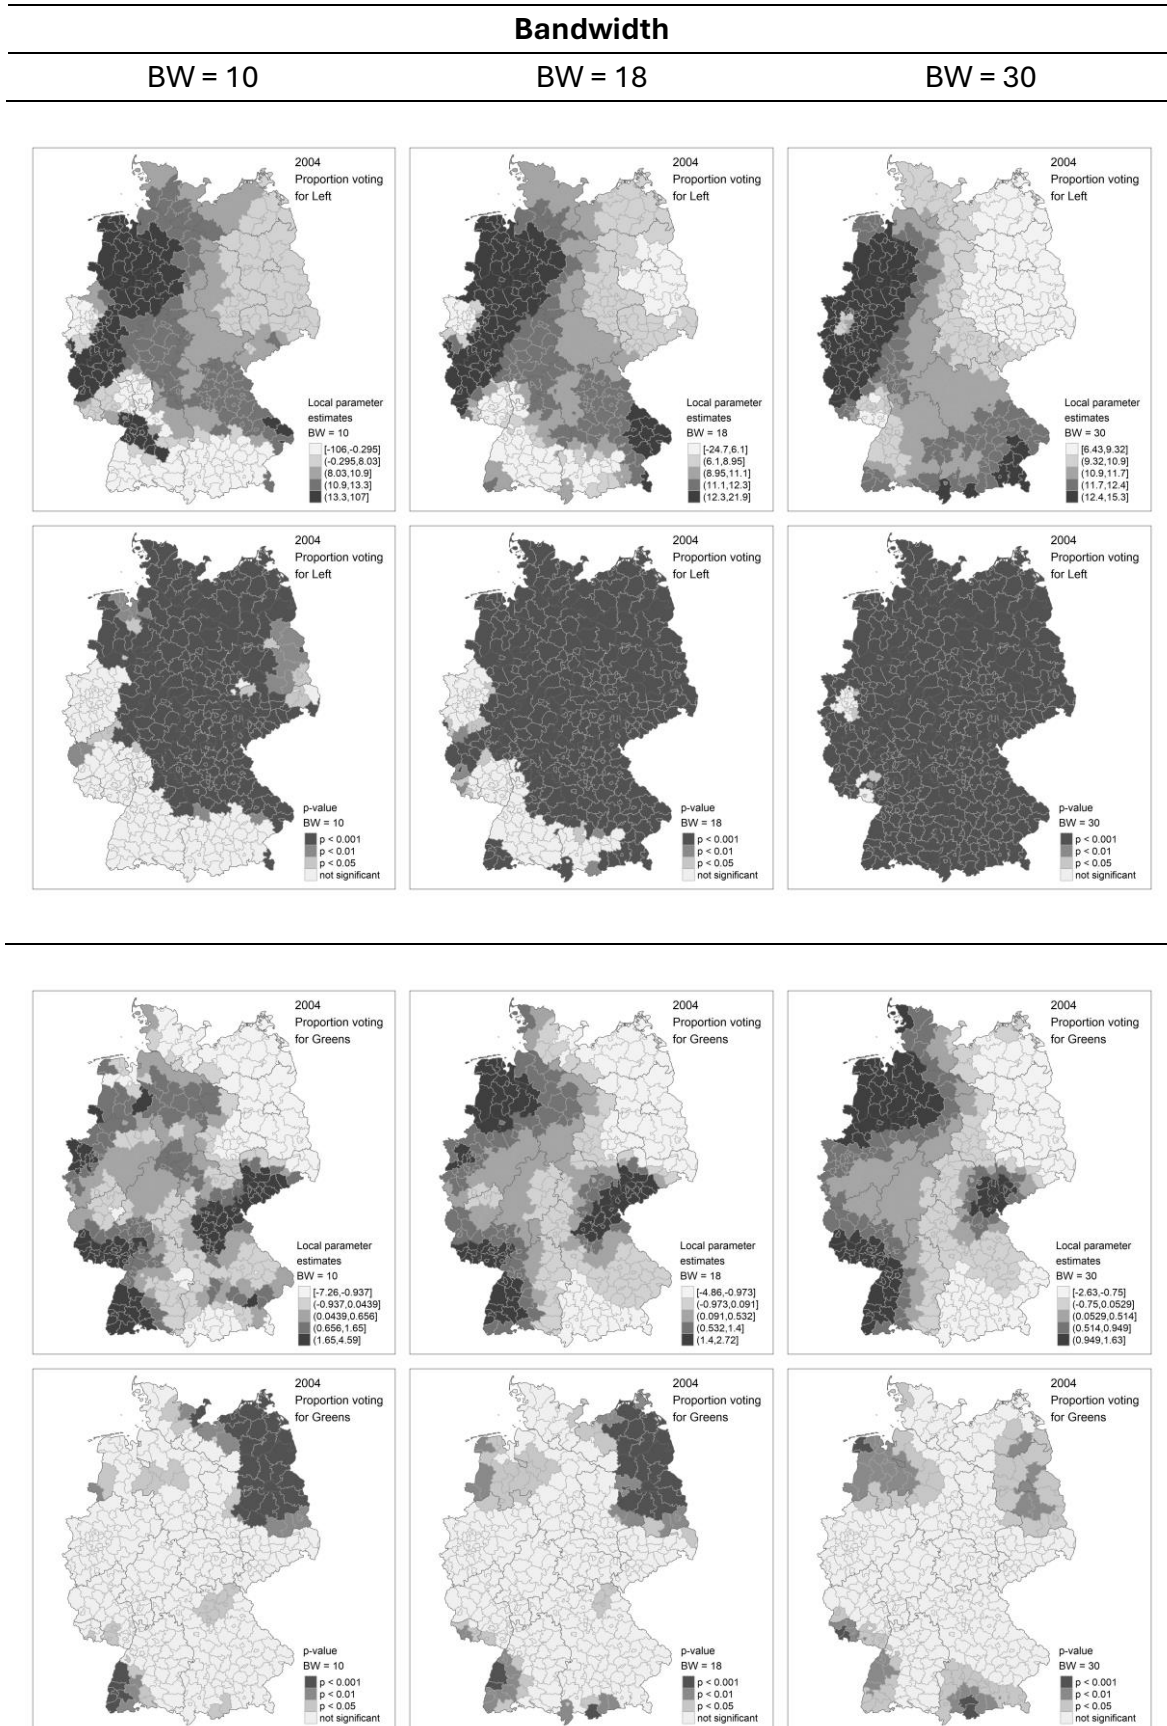 Bandwidth
BW = 10
BW = 18
BW = 30
2004
Proportion voting
for Left
Local parameter
estimates
BW = 10
[-106,-0.295]
(-0.295,8.03]
(8.03,10.9]
(10.9,13.3]
(13.3,107]
2004
Proportion voting
for Left
Local parameter
estimates
BW = 18
[-24.7,6.1]
(6.1,8.95]
(8.95,11.1]
(11.1,12.3]
(12.3,21.9]
2004
Proportion voting
for Left
Local parameter
estimates
BW = 30
[6.43,9.32]
(9.32,10.9]
(10.9,11.7]
(11.7,12.4]
(12.4,15.3]
2004
Proportion voting
for Left
p-value
BW = 10
p < 0.001
p < 0.01
p < 0.05
not significant
2004
Proportion voting
for Left
p-value
BW = 18
p < 0.001
p < 0.01
p < 0.05
not significant
2004
Proportion voting
for Left
p-value
BW = 30
p < 0.001
p < 0.01
p < 0.05
not significant
2004
Proportion voting
for Greens
Local parameter
estimates
BW = 10
[-7.26,-0.937]
(-0.937,0.0439]
(0.0439,0.656]
(0.656,1.65]
(1.65,4.59]
2004
Proportion voting
for Greens
Local parameter
estimates
BW = 18
[-4.86,-0.973]
(-0.973,0.091]
(0.091,0.532]
(0.532,1.4]
(1.4,2.72]
2004
Proportion voting
for Greens
Local parameter
estimates
BW = 30
[-2.63,-0.75]
(-0.75,0.0529]
(0.0529,0.514]
(0.514,0.949]
(0.949,1.63]
2004
Proportion voting
for Greens
p-value
BW = 10
p < 0.001
p < 0.01
p < 0.05
not significant
2004
Proportion voting
for Greens
p-value
BW = 18
p < 0.001
p < 0.01
p < 0.05
not significant
2004
Proportion voting
for Greens
p-value
BW = 30
p < 0.001
p < 0.01
p < 0.05
not significant